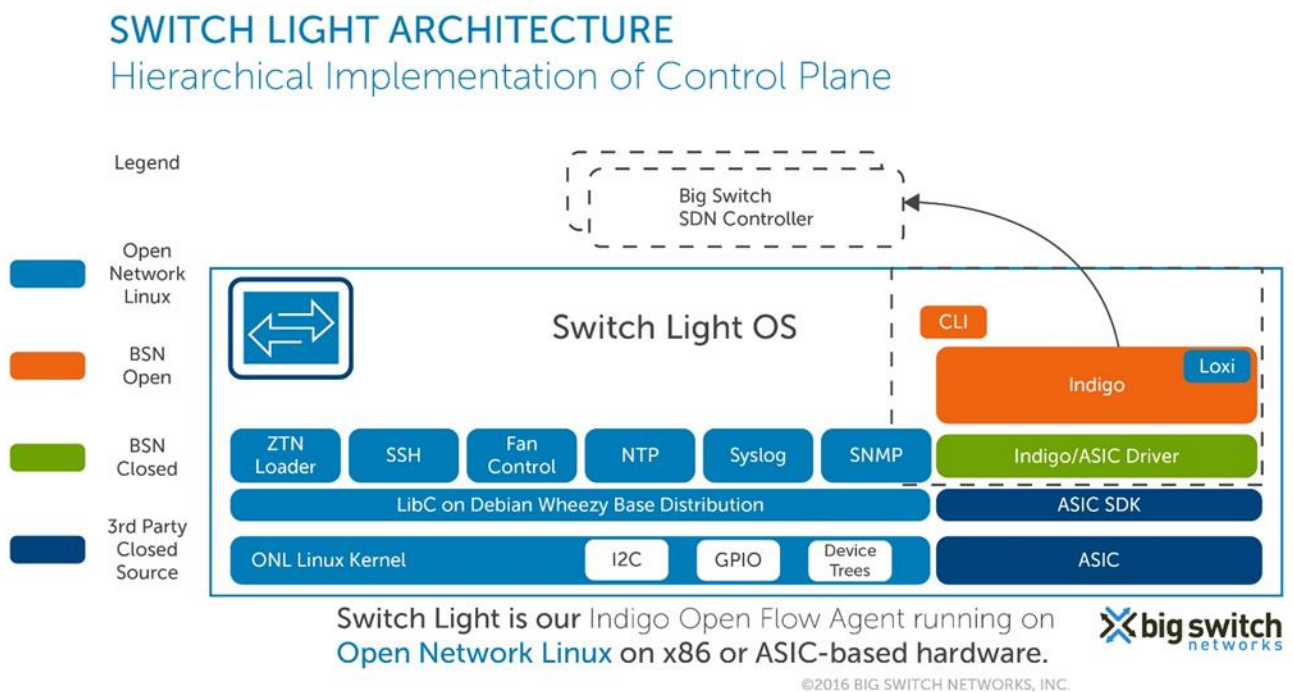 SWITCH LIGHT ARCHITECTURE
Hierarchical Implementation of Control Plane
Legend
Open
Network
Linux
BSN
Open
BSN
Closed
3rd Party
Closed
Source
Big Switch
SDN Controller
Switch Light OS
CLI
Loxi
Indigo
ZTN
Loader
SSH
Fan
Control
NTP
Syslog
SNMP
Indigo/ASIC Driver
LibC on Debian Wheezy Base Distribution
ASIC SDK
ONL Linux Kernel
I2C
GPIO
Device
Trees
ASIC
Switch Light is our Indigo Open Flow Agent running on
Open Network Linux on x86 or ASIC-based hardware.
big switch
networks
©2016 BIG SWITCH NETWORKS, INC.